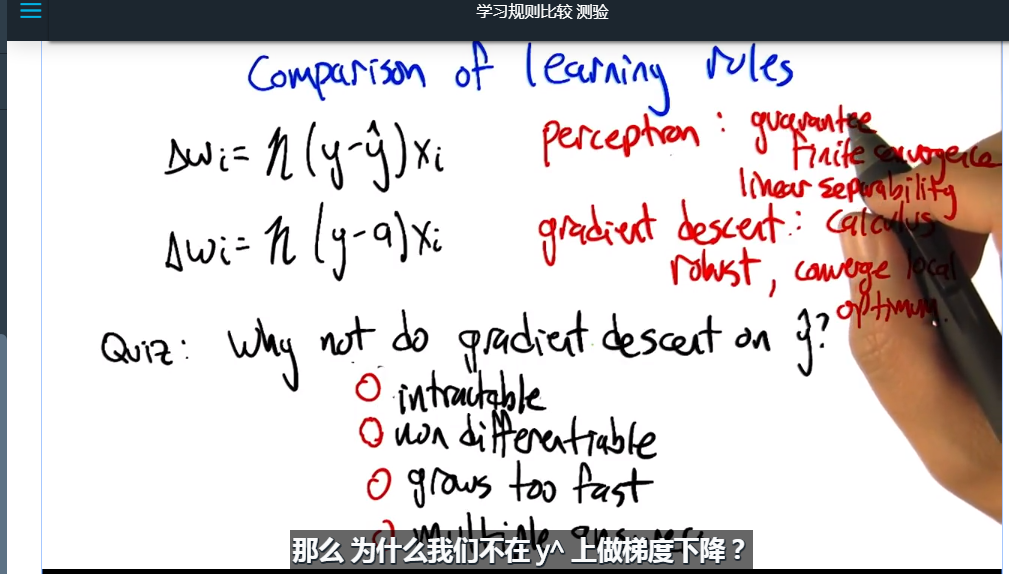 学习规则比较 测验
Comparison of learning rules
Δwi = η (y-ŷ)xi
perceptron : guarantee
finite convergence
linear separability
Δwi = η (y-a)xi
gradient descent : calculus
robust, converge local
optimum.
Quiz: Why not do gradient descent on ŷ?
intractable
non differentiable
grows too fast
multiple
那么 为什么我们不在 y^ 上做梯度下降？